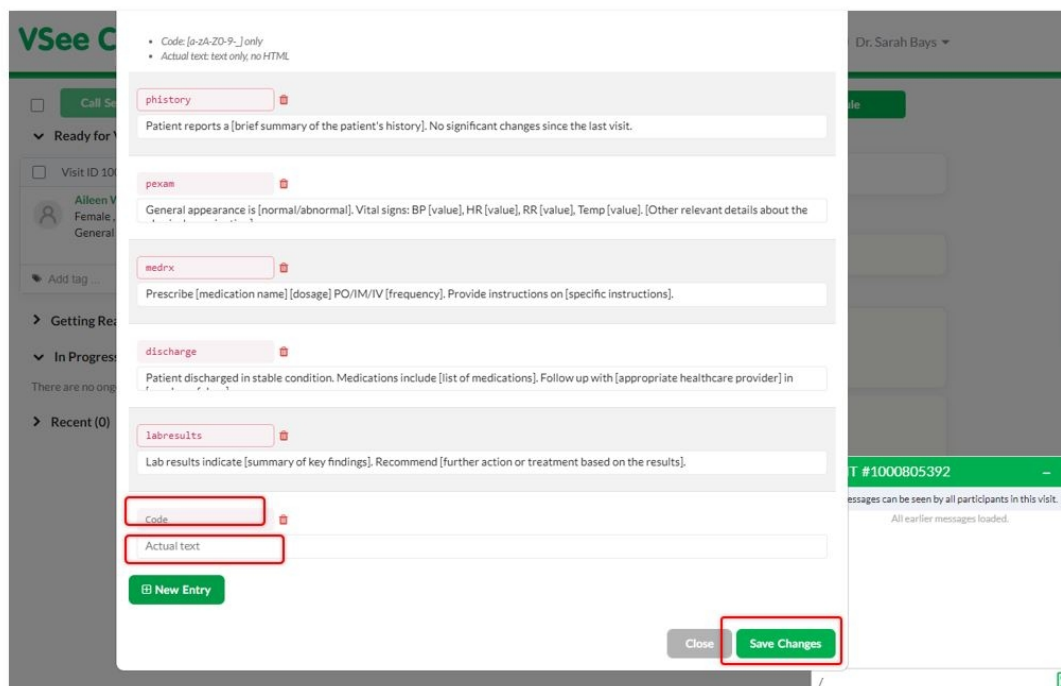 VSee C
• Code: [a-zA-Z0-9-_] only
• Actual text: text only, no HTML
Dr. Sarah Bays
Call Se
phistory
Patient reports a [brief summary of the patient's history]. No significant changes since the last visit.
Ready for
Visit ID 100
Aileen
Female,
General
Add tag ...
pexam
General appearance is [normal/abnormal]. Vital signs: BP [value], HR [value], RR [value], Temp [value]. [Other relevant details about the
medrx
Prescribe [medication name] [dosage] PO/IM/IV [frequency]. Provide instructions on [specific instructions].
Getting Rea
In Progress
There are no ong
Recent (0)
discharge
Patient discharged in stable condition. Medications include [list of medications]. Follow up with [appropriate healthcare provider] in
labresults
Lab results indicate [summary of key findings]. Recommend [further action or treatment based on the results].
Code
Actual text
New Entry
Close
Save Changes
T #1000805392
essages can be seen by all participants in this visit.
All earlier messages loaded.
/